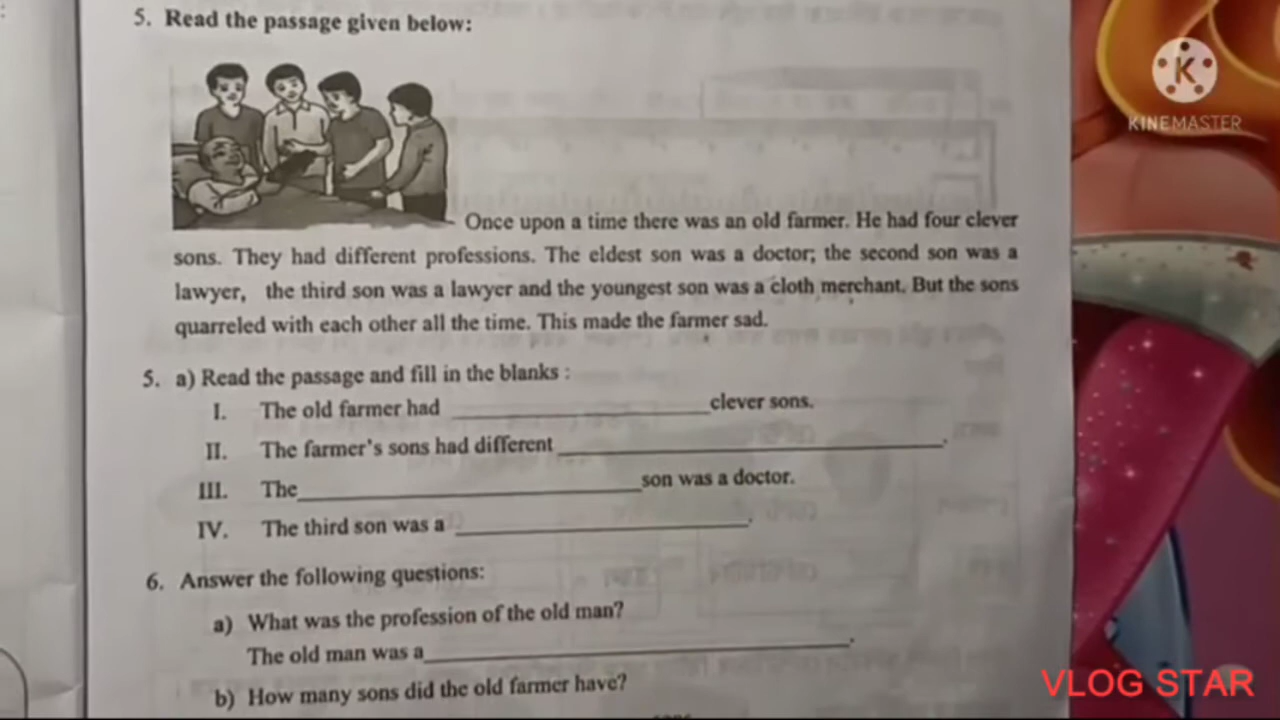 5. Read the passage given below:
K
KINEMASTER
Once upon a time there was an old farmer. He had four clever
sons. They had different professions. The eldest son was a doctor; the second son was a
lawyer, the third son was a lawyer and the youngest son was a cloth merchant. But the sons
quarreled with each other all the time. This made the farmer sad.
5. a) Read the passage and fill in the blanks :
I. The old farmer had ____________ clever sons.
II. The farmer's sons had different ____________.
III. The____________son was a doctor.
IV. The third son was a ____________.
6. Answer the following questions:
a) What was the profession of the old man?
The old man was a____________.
b) How many sons did the old farmer have?
VLOG STAR